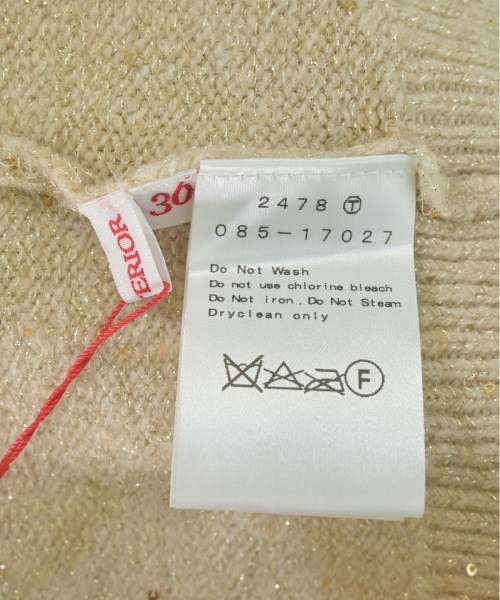 ERIOR
36
2478 Ⓣ
085-17027
Do Not Wash
Do not use chlorine bleach
Do Not iron. Do Not Steam
Dryclean only
F